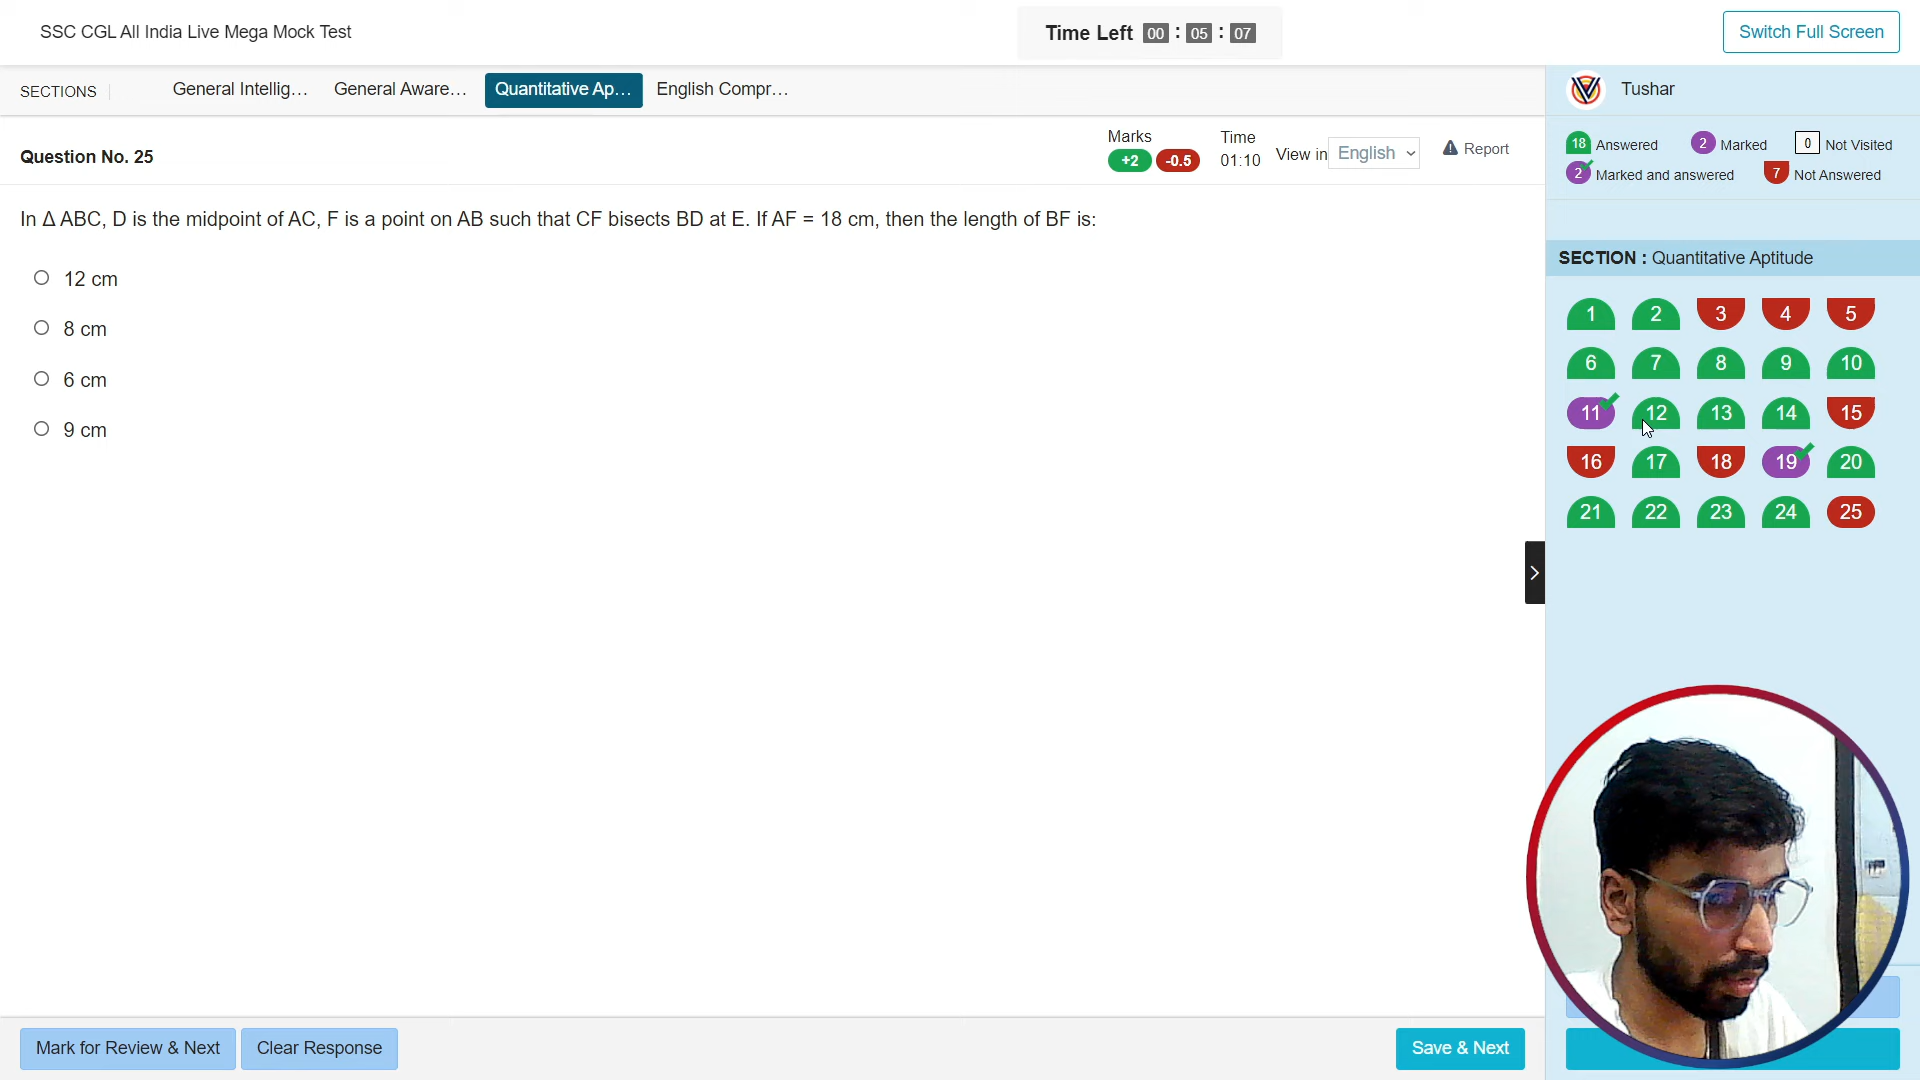 SSC CGL All India Live Mega Mock Test
Time Left 00 : 05 : 07
Switch Full Screen
SECTIONS
General Intellig...
General Aware...
Quantitative Ap...
English Compr...
Tushar
18 Answered
2 Marked
0 Not Visited
2 Marked and answered
7 Not Answered
Question No. 25
Marks
+2 -0.5
Time
01:10
View in English
Report
In Δ ABC, D is the midpoint of AC, F is a point on AB such that CF bisects BD at E. If AF = 18 cm, then the length of BF is:
12 cm
8 cm
6 cm
9 cm
SECTION : Quantitative Aptitude
1 2 3 4 5
6 7 8 9 10
11 12 13 14 15
16 17 18 19 20
21 22 23 24 25
Mark for Review & Next
Clear Response
Save & Next